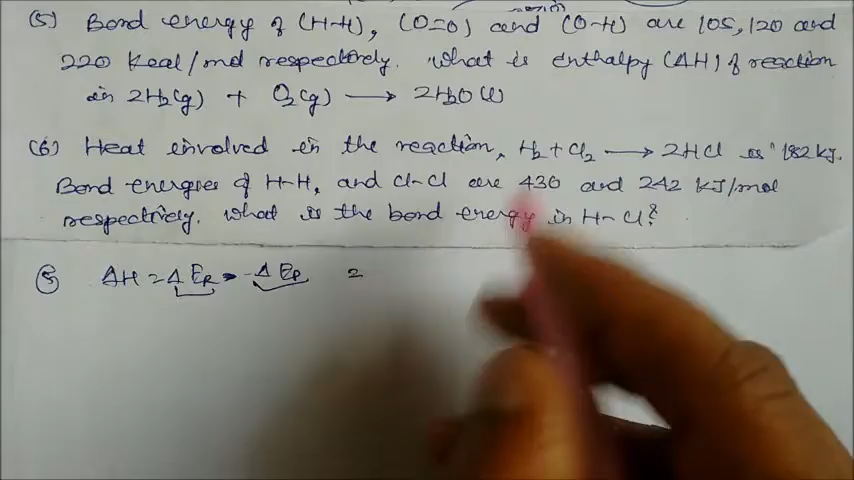 (5) Bond energy of (H-H), (O=O) and (O-H) are 105, 120 and
220 Kcal/mol respectively. What is enthalpy (ΔH) of reaction
in 2H2(g) + O2(g) → 2H2O(l)
(6) Heat involved in the reaction, H2 + Cl2 → 2HCl is 182 kJ.
Bond energies of H-H, and Cl-Cl are 430 and 242 KJ/mol
respectively. What is the bond energy in H-Cl?
(5) ΔH = ΔER - ΔEP =